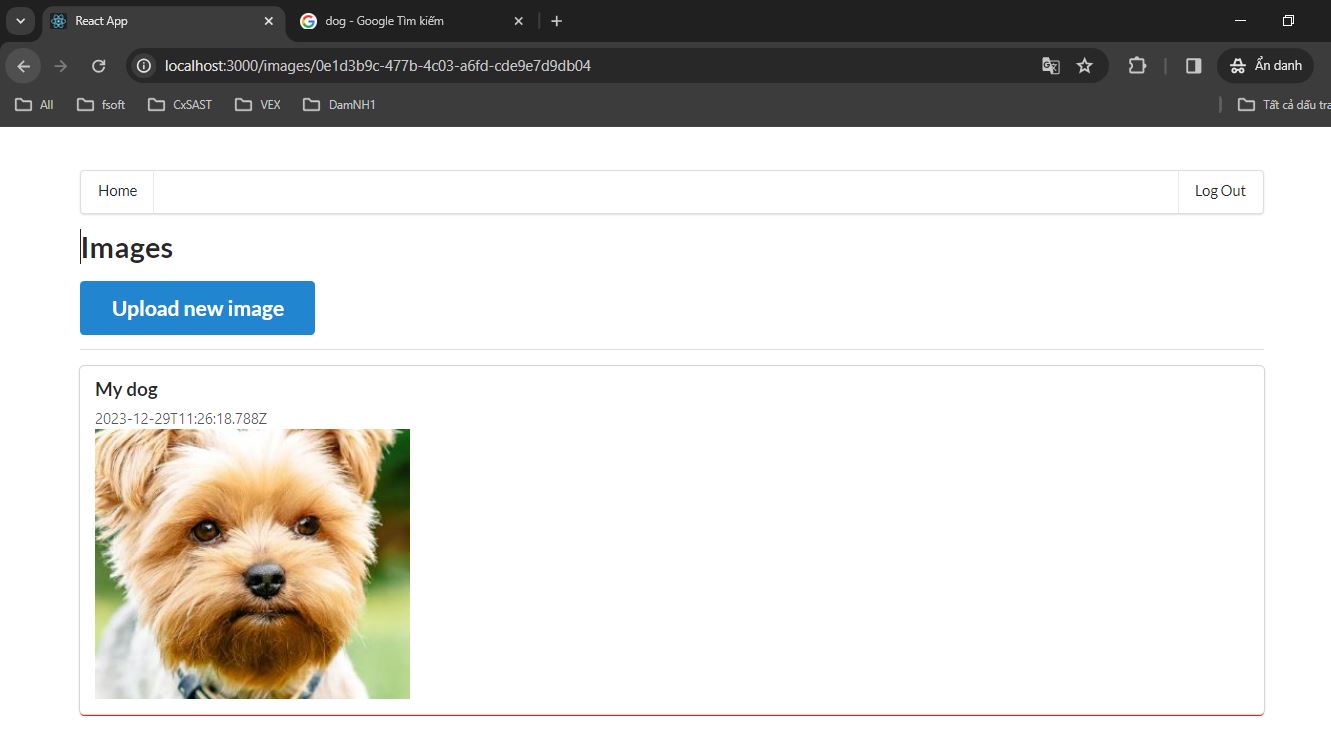 React App
dog - Google Tìm kiếm
localhost:3000/images/0e1d3b9c-477b-4c03-a6fd-cde9e7d9db04
Ẩn danh
All
fsoft
CxSAST
VEX
DamNH1
Tất cả dấu tra
Home
Log Out
Images
Upload new image
My dog
2023-12-29T11:26:18.788Z